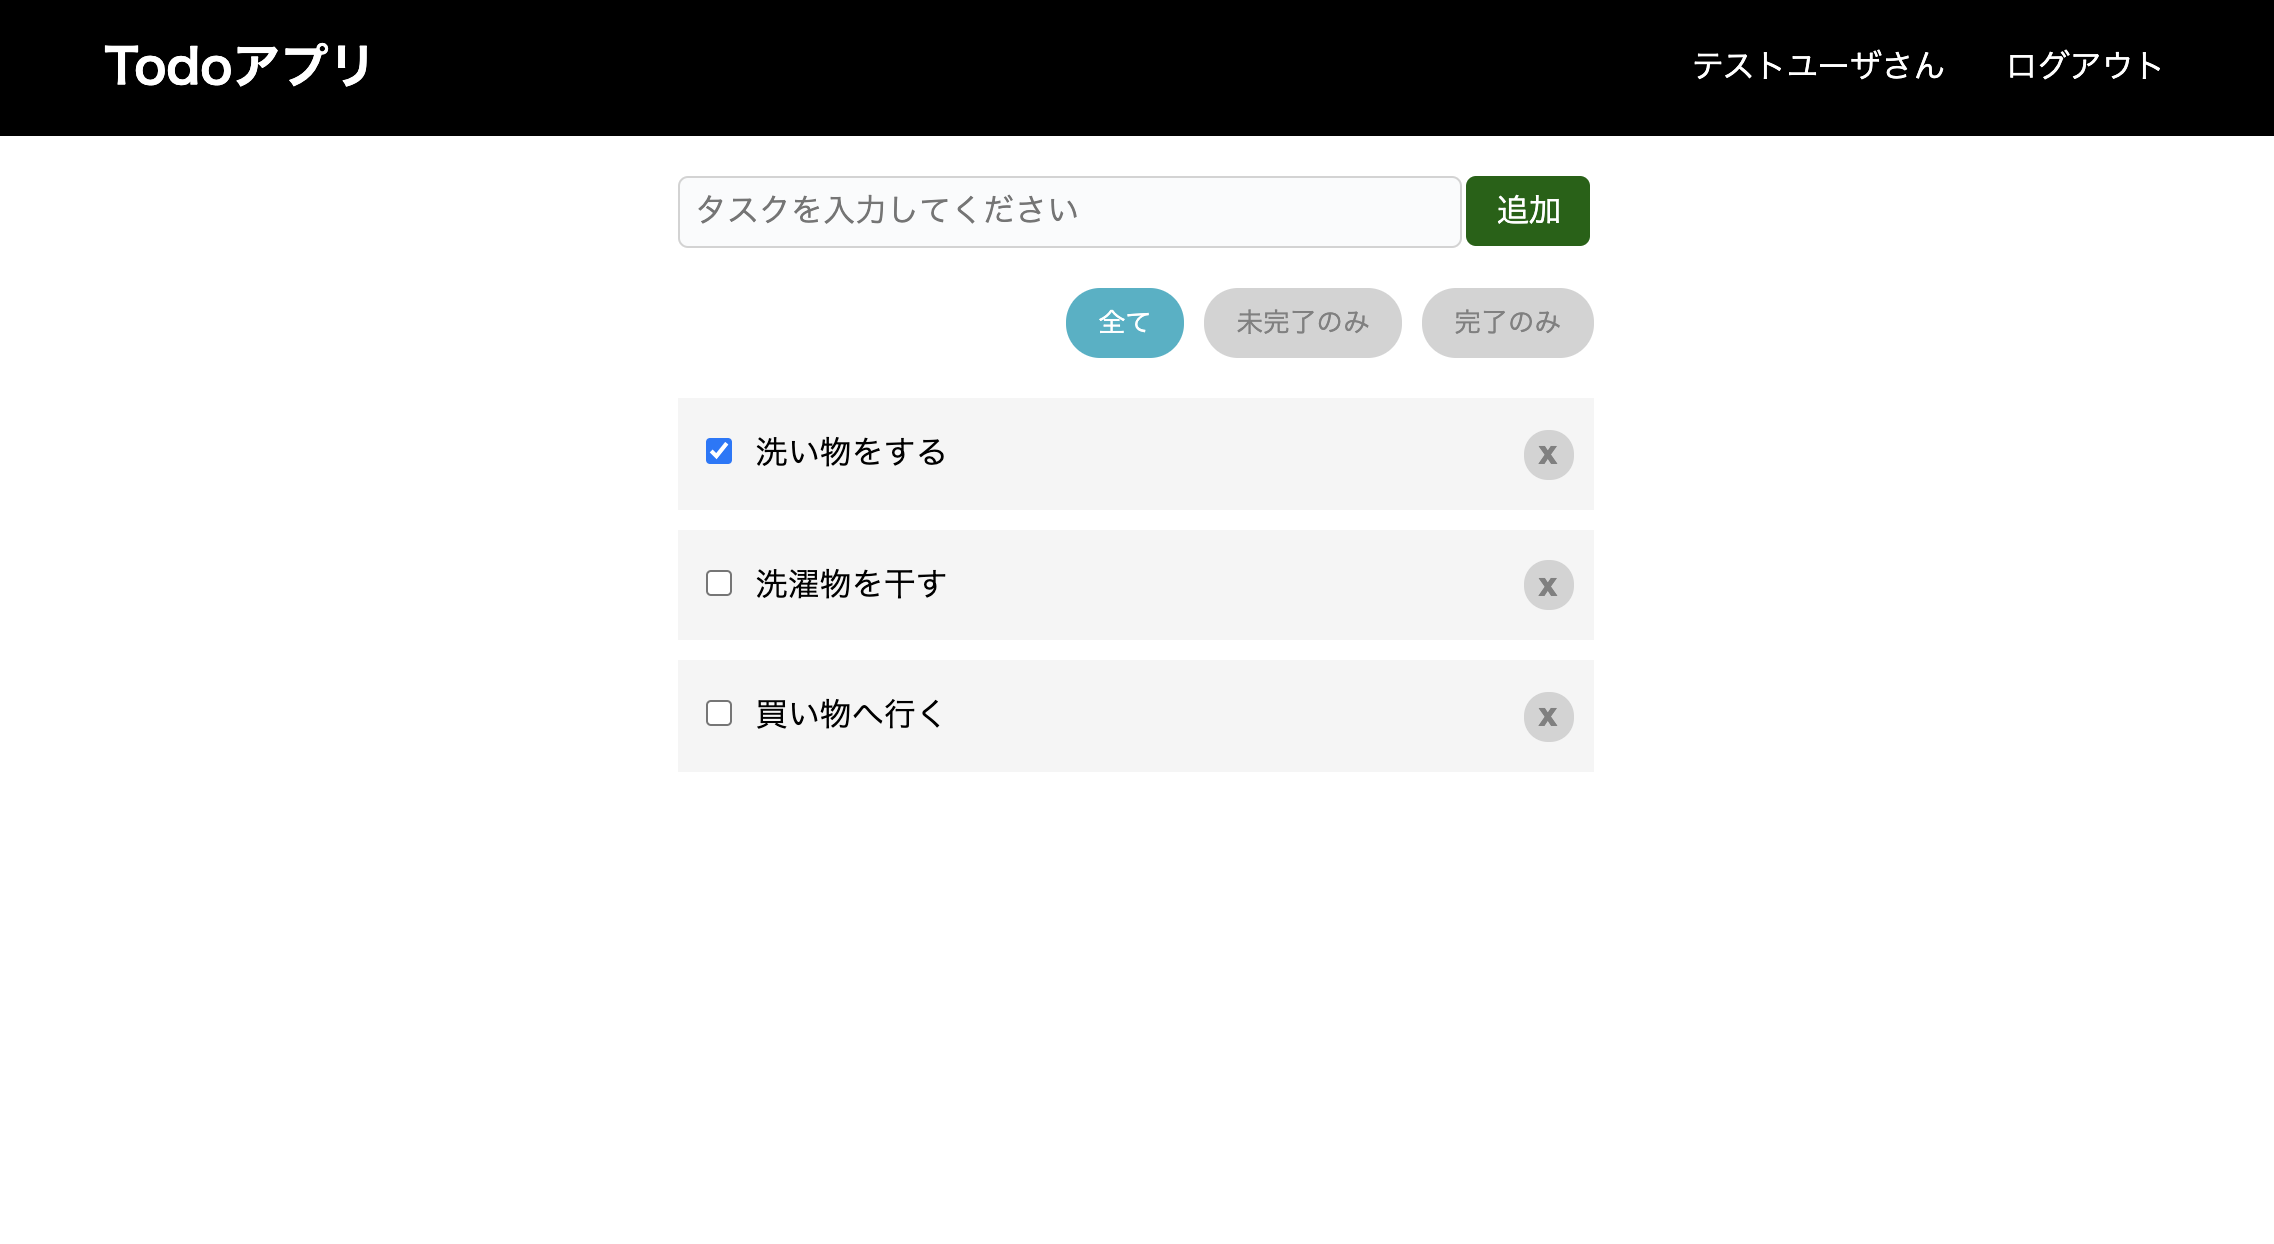 Todoアプリ
テストユーザさん ログアウト
タスクを入力してください 追加
全て 未完了のみ 完了のみ
洗い物をする x
洗濯物を干す x
買い物へ行く x